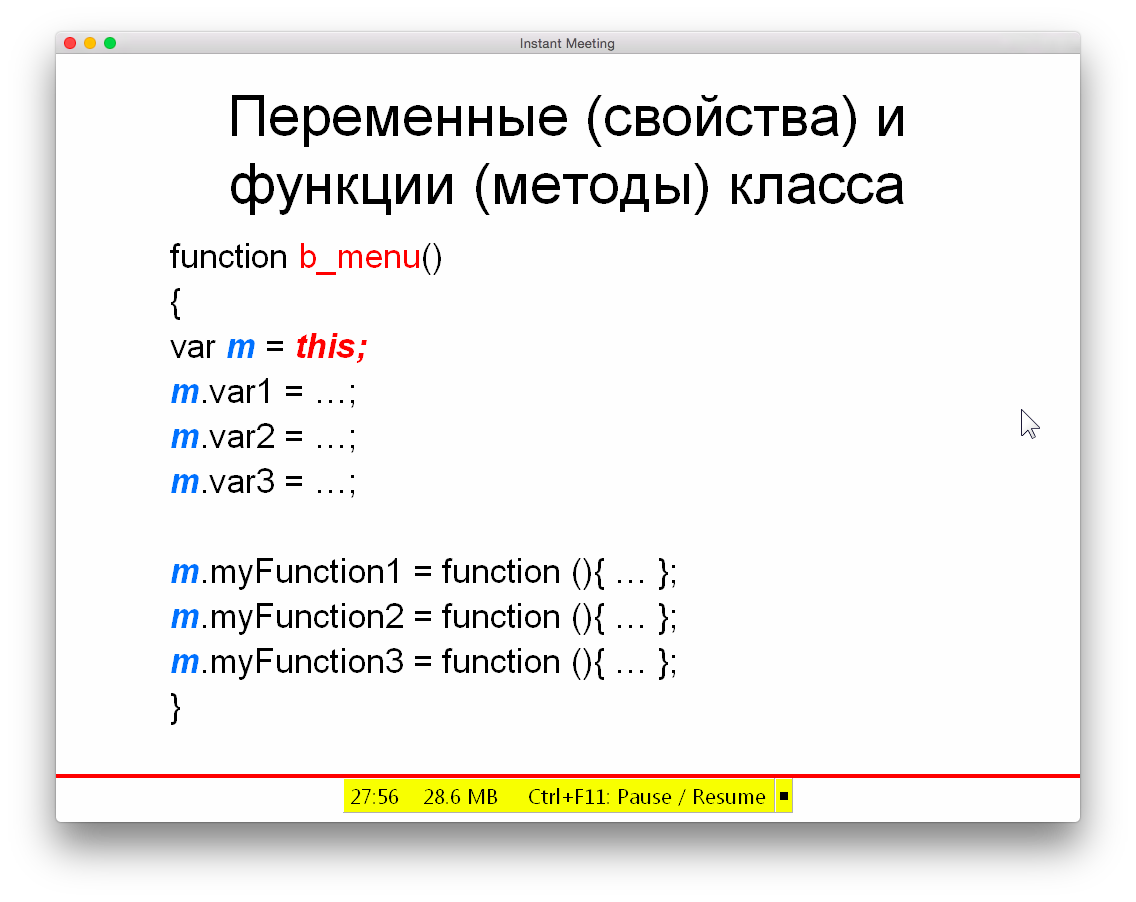 Instant Meeting
Переменные (свойства) и
функции (методы) класса
function b_menu()
{
var m = this;
m.var1 = …;
m.var2 = …;
m.var3 = …;
m.myFunction1 = function (){ … };
m.myFunction2 = function (){ … };
m.myFunction3 = function (){ … };
}
27:56 28.6 MB Ctrl+F11: Pause / Resume